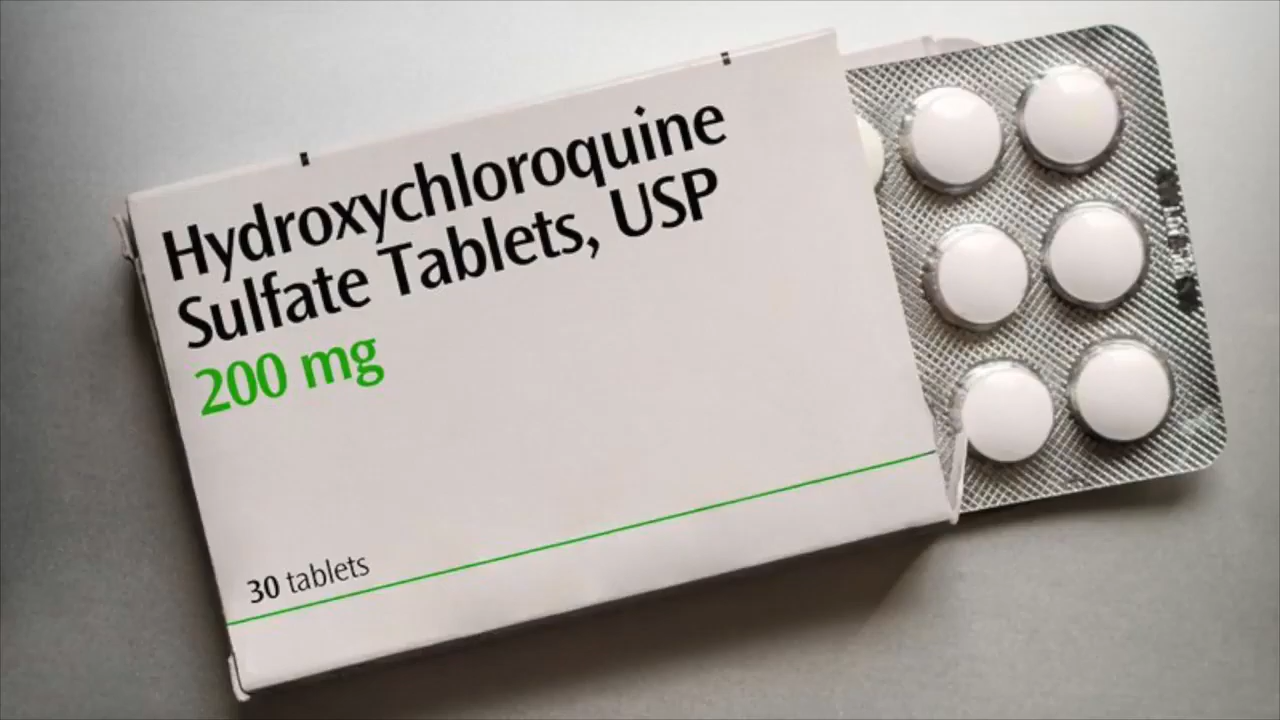 Hydroxychloroquine
Sulfate Tablets, USP
200 mg
30 tablets